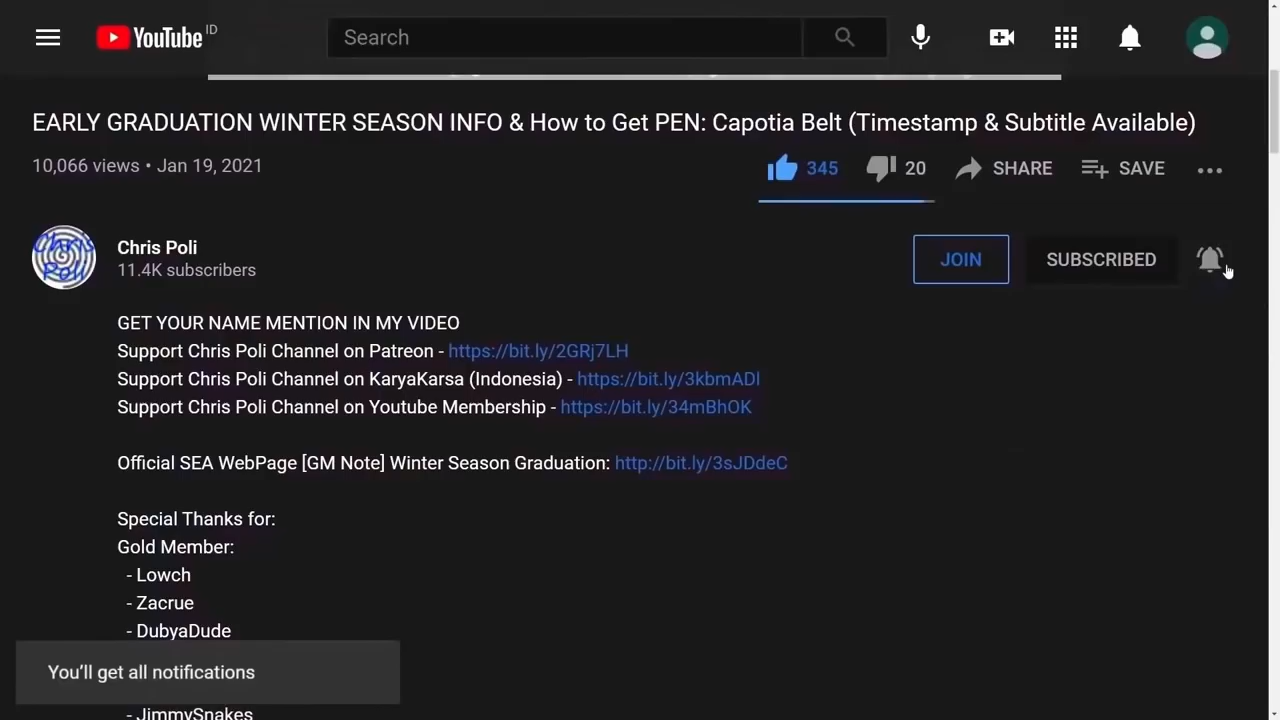 YouTube ID
Search
EARLY GRADUATION WINTER SEASON INFO & How to Get PEN: Capotia Belt (Timestamp & Subtitle Available)
10,066 views • Jan 19, 2021
345
20
SHARE
SAVE
Chris Poli
Chris Poli
11.4K subscribers
JOIN
SUBSCRIBED
GET YOUR NAME MENTION IN MY VIDEO
Support Chris Poli Channel on Patreon - https://bit.ly/2GRj7LH
Support Chris Poli Channel on KaryaKarsa (Indonesia) - https://bit.ly/3kbmADl
Support Chris Poli Channel on Youtube Membership - https://bit.ly/34mBhOK
Official SEA WebPage [GM Note] Winter Season Graduation: http://bit.ly/3sJDdeC
Special Thanks for:
Gold Member:
- Lowch
- Zacrue
- DubyaDude
You'll get all notifications
- JimmySnakes